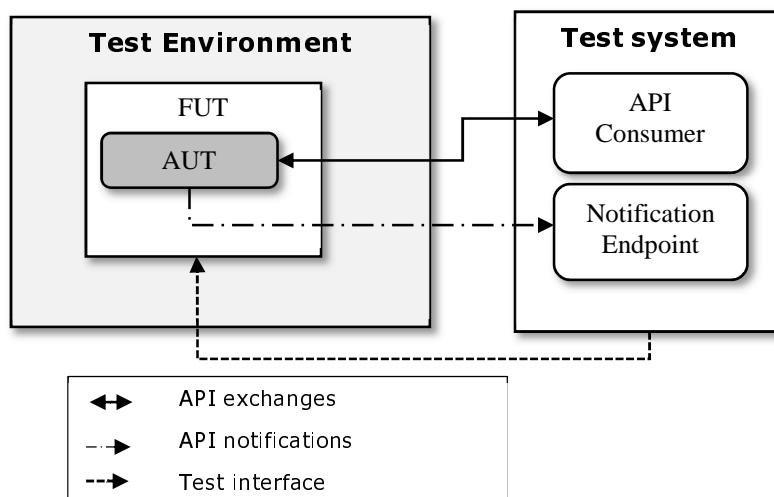 Test Environment
Test system
FUT
AUT
API
Consumer
Notification
Endpoint
API exchanges
API notifications
Test interface